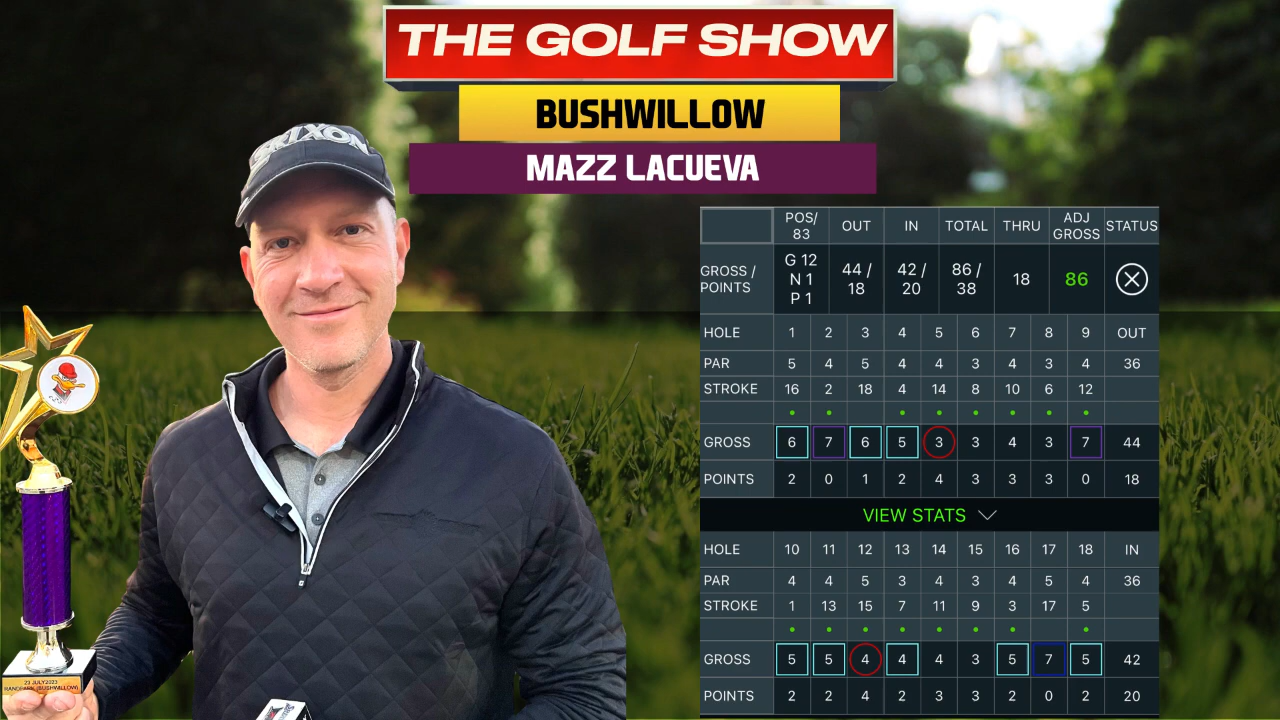 THE GOLF SHOW
BUSHWILLOW
MAZZ LACUEVA
SRIXON
POS/ 83 OUT IN TOTAL THRU ADJ GROSS STATUS
GROSS / POINTS G 12 N 1 P 1 44 / 18 42 / 20 86 / 38 18 86
HOLE 1 2 3 4 5 6 7 8 9 OUT
PAR 5 4 5 4 4 3 4 3 4 36
STROKE 16 2 18 4 14 8 10 6 12
GROSS 6 7 6 5 3 3 4 3 7 44
POINTS 2 0 1 2 4 3 3 3 0 18
VIEW STATS
HOLE 10 11 12 13 14 15 16 17 18 IN
PAR 4 4 5 3 4 3 4 5 4 36
STROKE 1 13 15 7 11 9 3 17 5
GROSS 5 5 4 4 4 3 5 7 5 42
POINTS 2 2 4 2 3 3 2 0 2 20
23 JULY2023
RANDPARK (BUSHWILLOW)